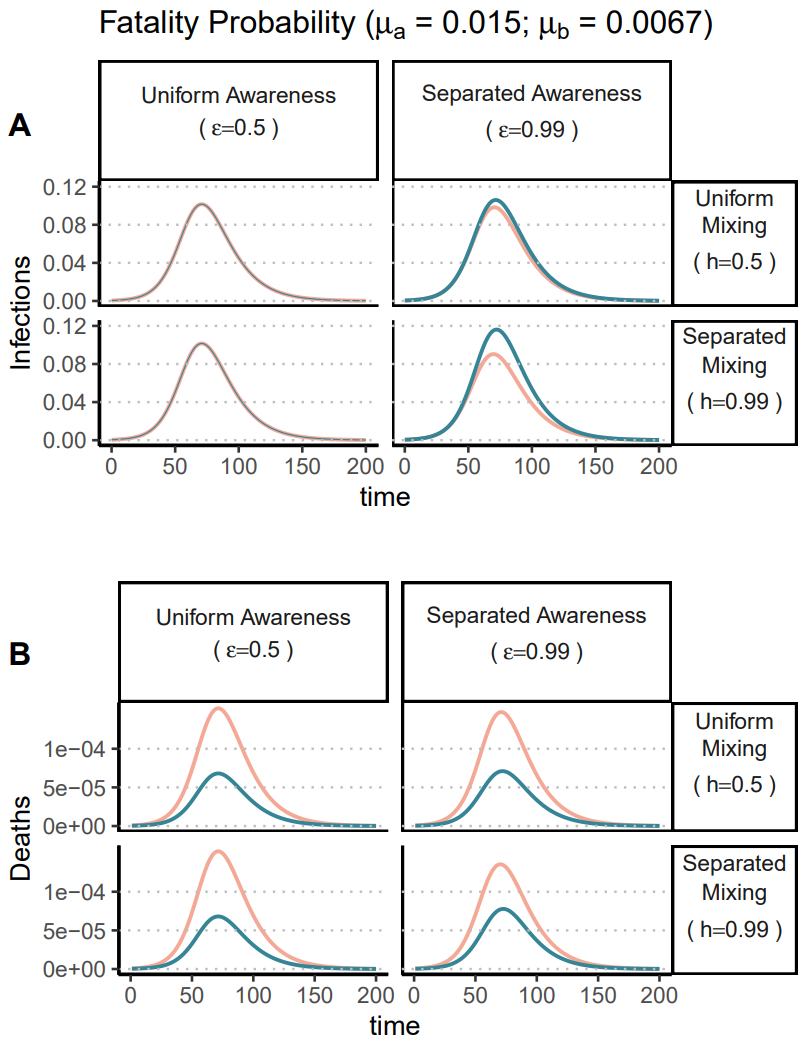 Fatality Probability (μa = 0.015; μb = 0.0067)
A
Uniform Awareness
( ε=0.5 )
Separated Awareness
( ε=0.99 )
Infections
0.12
0.08
0.04
0.00
Uniform
Mixing
( h=0.5 )
0.12
0.08
0.04
0.00
Separated
Mixing
( h=0.99 )
0 50 100 150 200
0 50 100 150 200
time
B
Uniform Awareness
( ε=0.5 )
Separated Awareness
( ε=0.99 )
Deaths
1e−04
5e−05
0e+00
Uniform
Mixing
( h=0.5 )
1e−04
5e−05
0e+00
Separated
Mixing
( h=0.99 )
0 50 100 150 200
0 50 100 150 200
time